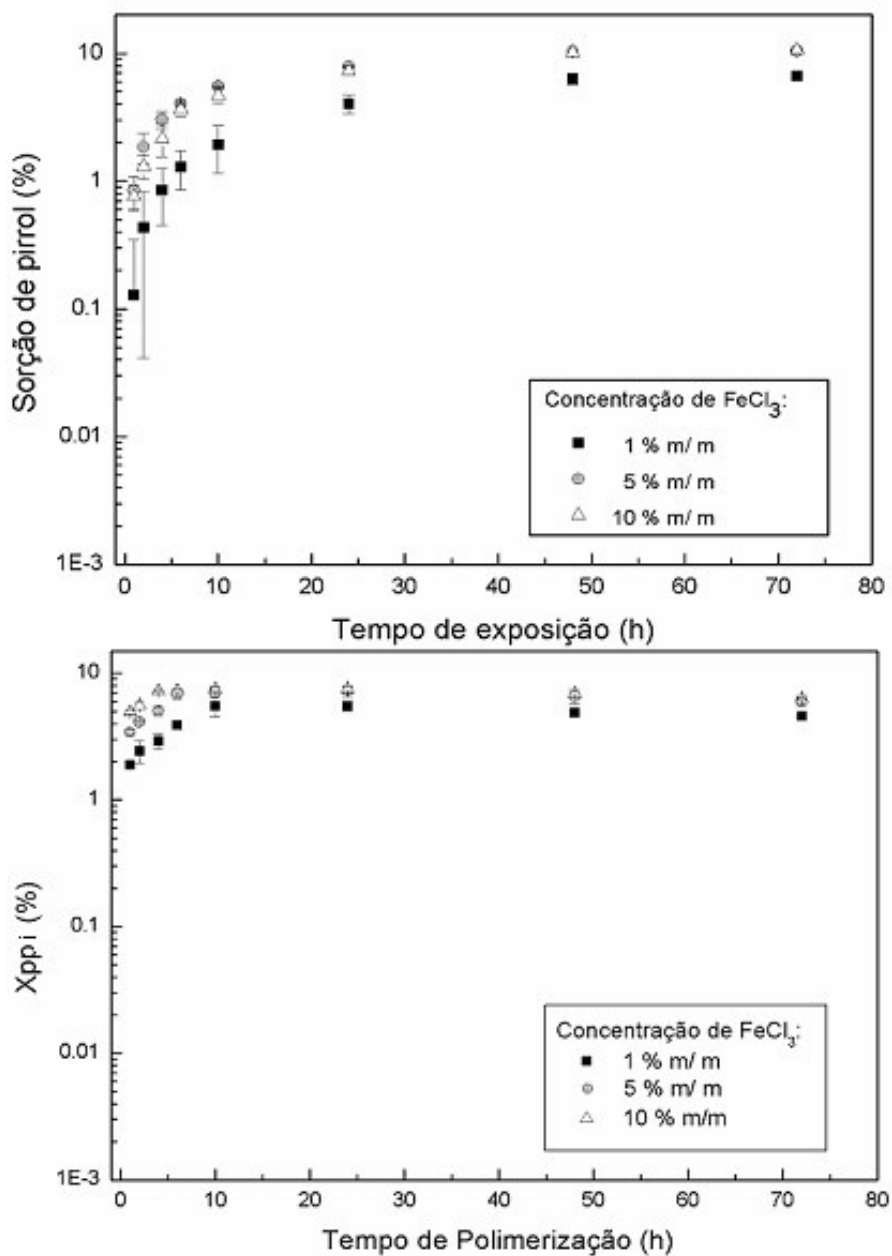 10
1
0.1
0.01
1E-3
Sorção de pirrol (%)
Concentração de FeCl3:
1 % m/ m
5 % m/ m
10 % m/ m
0 10 20 30 40 50 60 70 80
Tempo de exposição (h)
10
1
0.1
0.01
1E-3
Xpp i (%)
Concentração de FeCl3:
1 % m/ m
5 % m/ m
10 % m/m
0 10 20 30 40 50 60 70 80
Tempo de Polimerização (h)